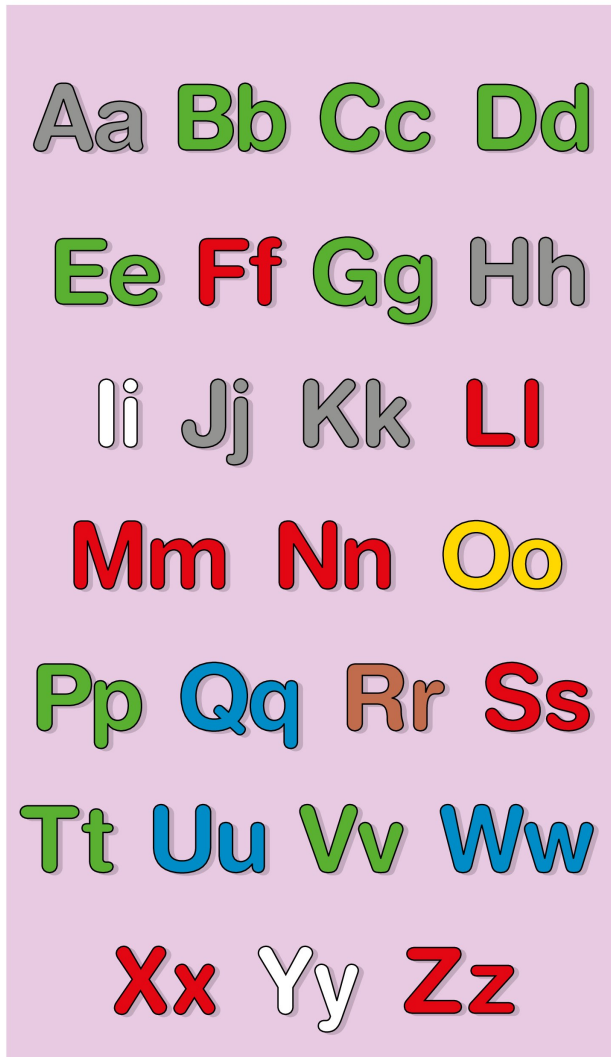 Aa Bb Cc Dd
Ee Ff Gg Hh
Ii Jj Kk Ll
Mm Nn Oo
Pp Qq Rr Ss
Tt Uu Vv Ww
Xx Yy Zz